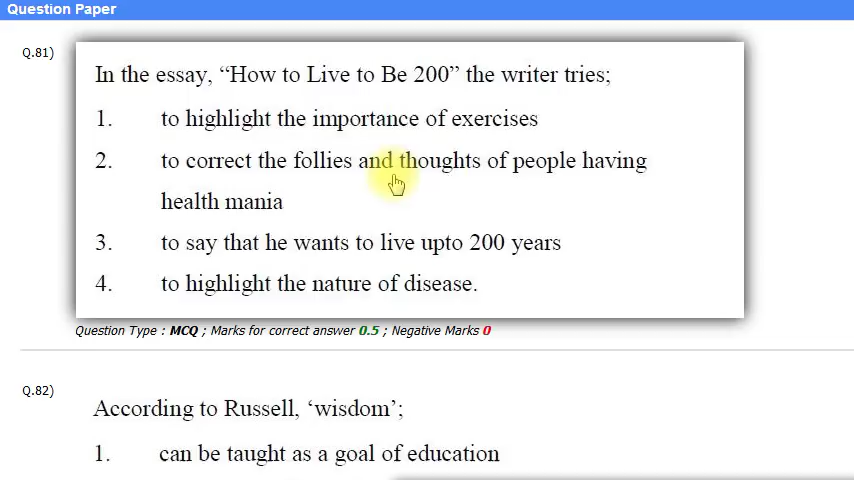 Question Paper
Q.81)
In the essay, “How to Live to Be 200” the writer tries;
1. to highlight the importance of exercises
2. to correct the follies and thoughts of people having
health mania
3. to say that he wants to live upto 200 years
4. to highlight the nature of disease.
Question Type : MCQ ; Marks for correct answer 0.5 ; Negative Marks 0
Q.82)
According to Russell, ‘wisdom’;
1. can be taught as a goal of education